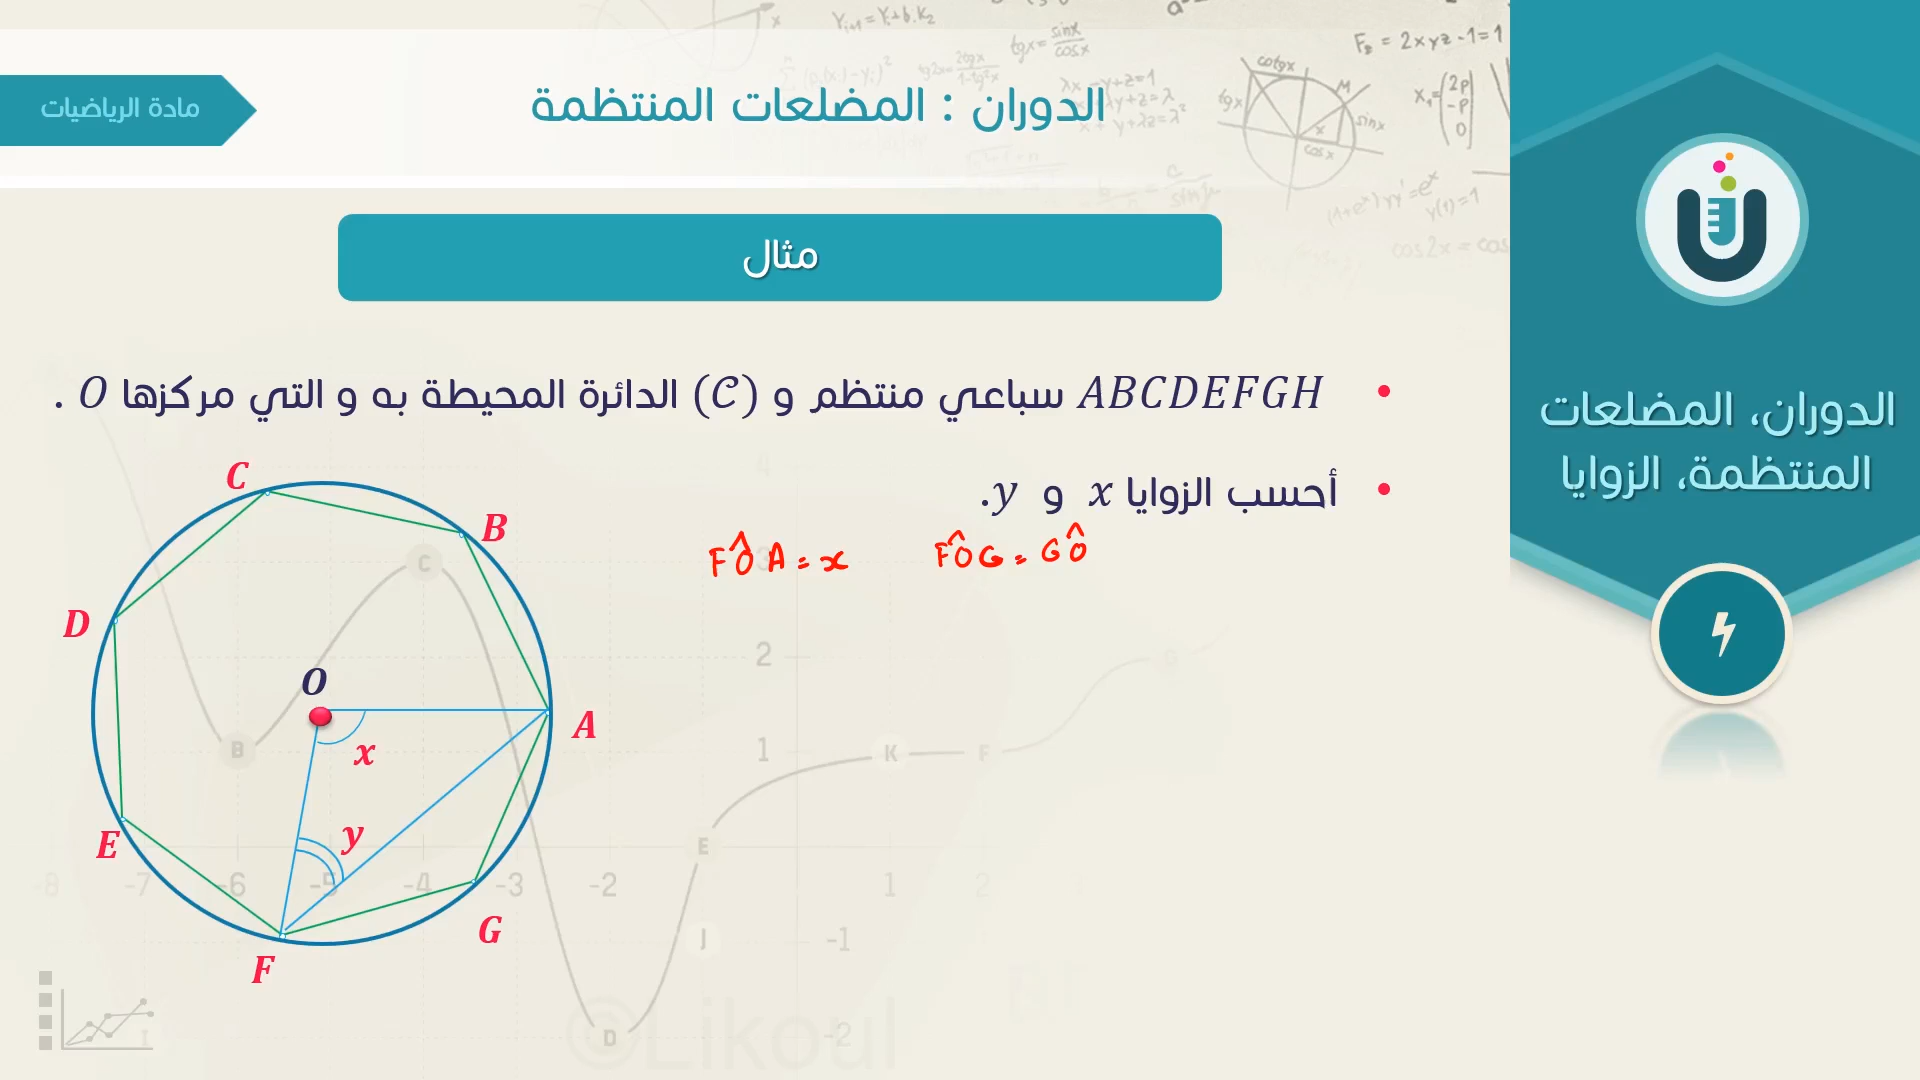 مادة الرياضيات
الدوران : المضلعات المنتظمة
مثال
ABCDEFGH سباعي منتظم و (C) الدائرة المحيطة به و التي مركزها O .
أحسب الزوايا x و y.
FÔA = x FÔG = GÔ
C
B
D
O
A
x
y
E
G
F
الدوران، المضلعات
المنتظمة، الزوايا
@Likoul